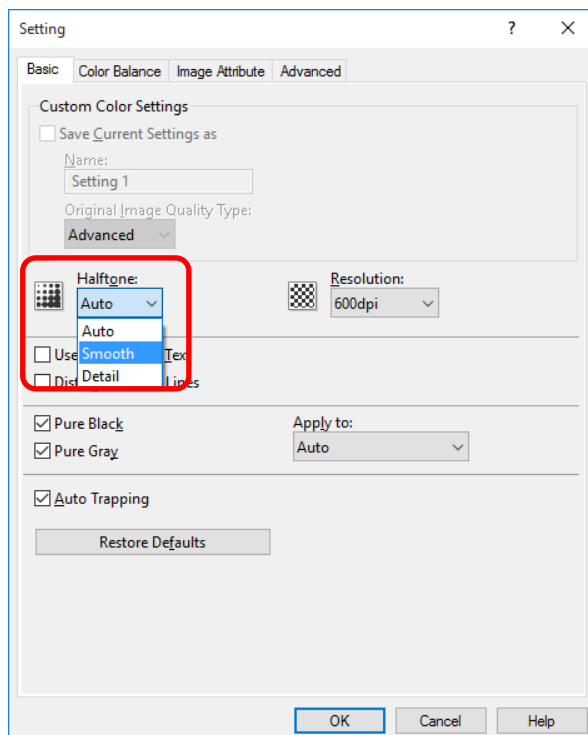 Setting ?
Basic Color Balance Image Attribute Advanced
Custom Color Settings
Save Current Settings as
Name:
Setting 1
Original Image Quality Type:
Advanced
Halftone: Resolution:
Auto 600dpi
Auto
Use Smooth Tex
Detail Lines
Pure Black Apply to:
Pure Gray Auto
Auto Trapping
Restore Defaults
OK Cancel Help